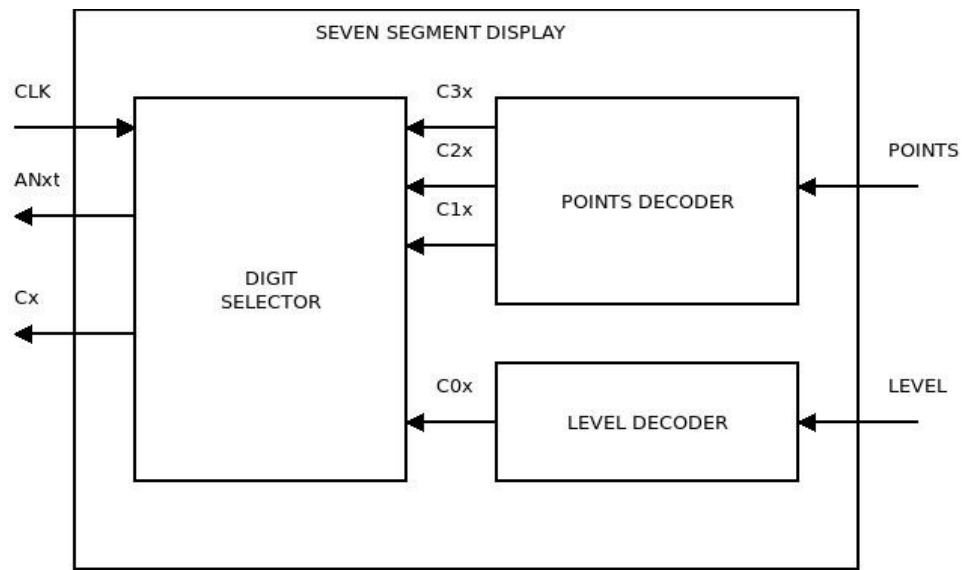 SEVEN SEGMENT DISPLAY
CLK
C3x
C2x
POINTS
ANxt
C1x
POINTS DECODER
DIGIT
SELECTOR
Cx
C0x
LEVEL
LEVEL DECODER